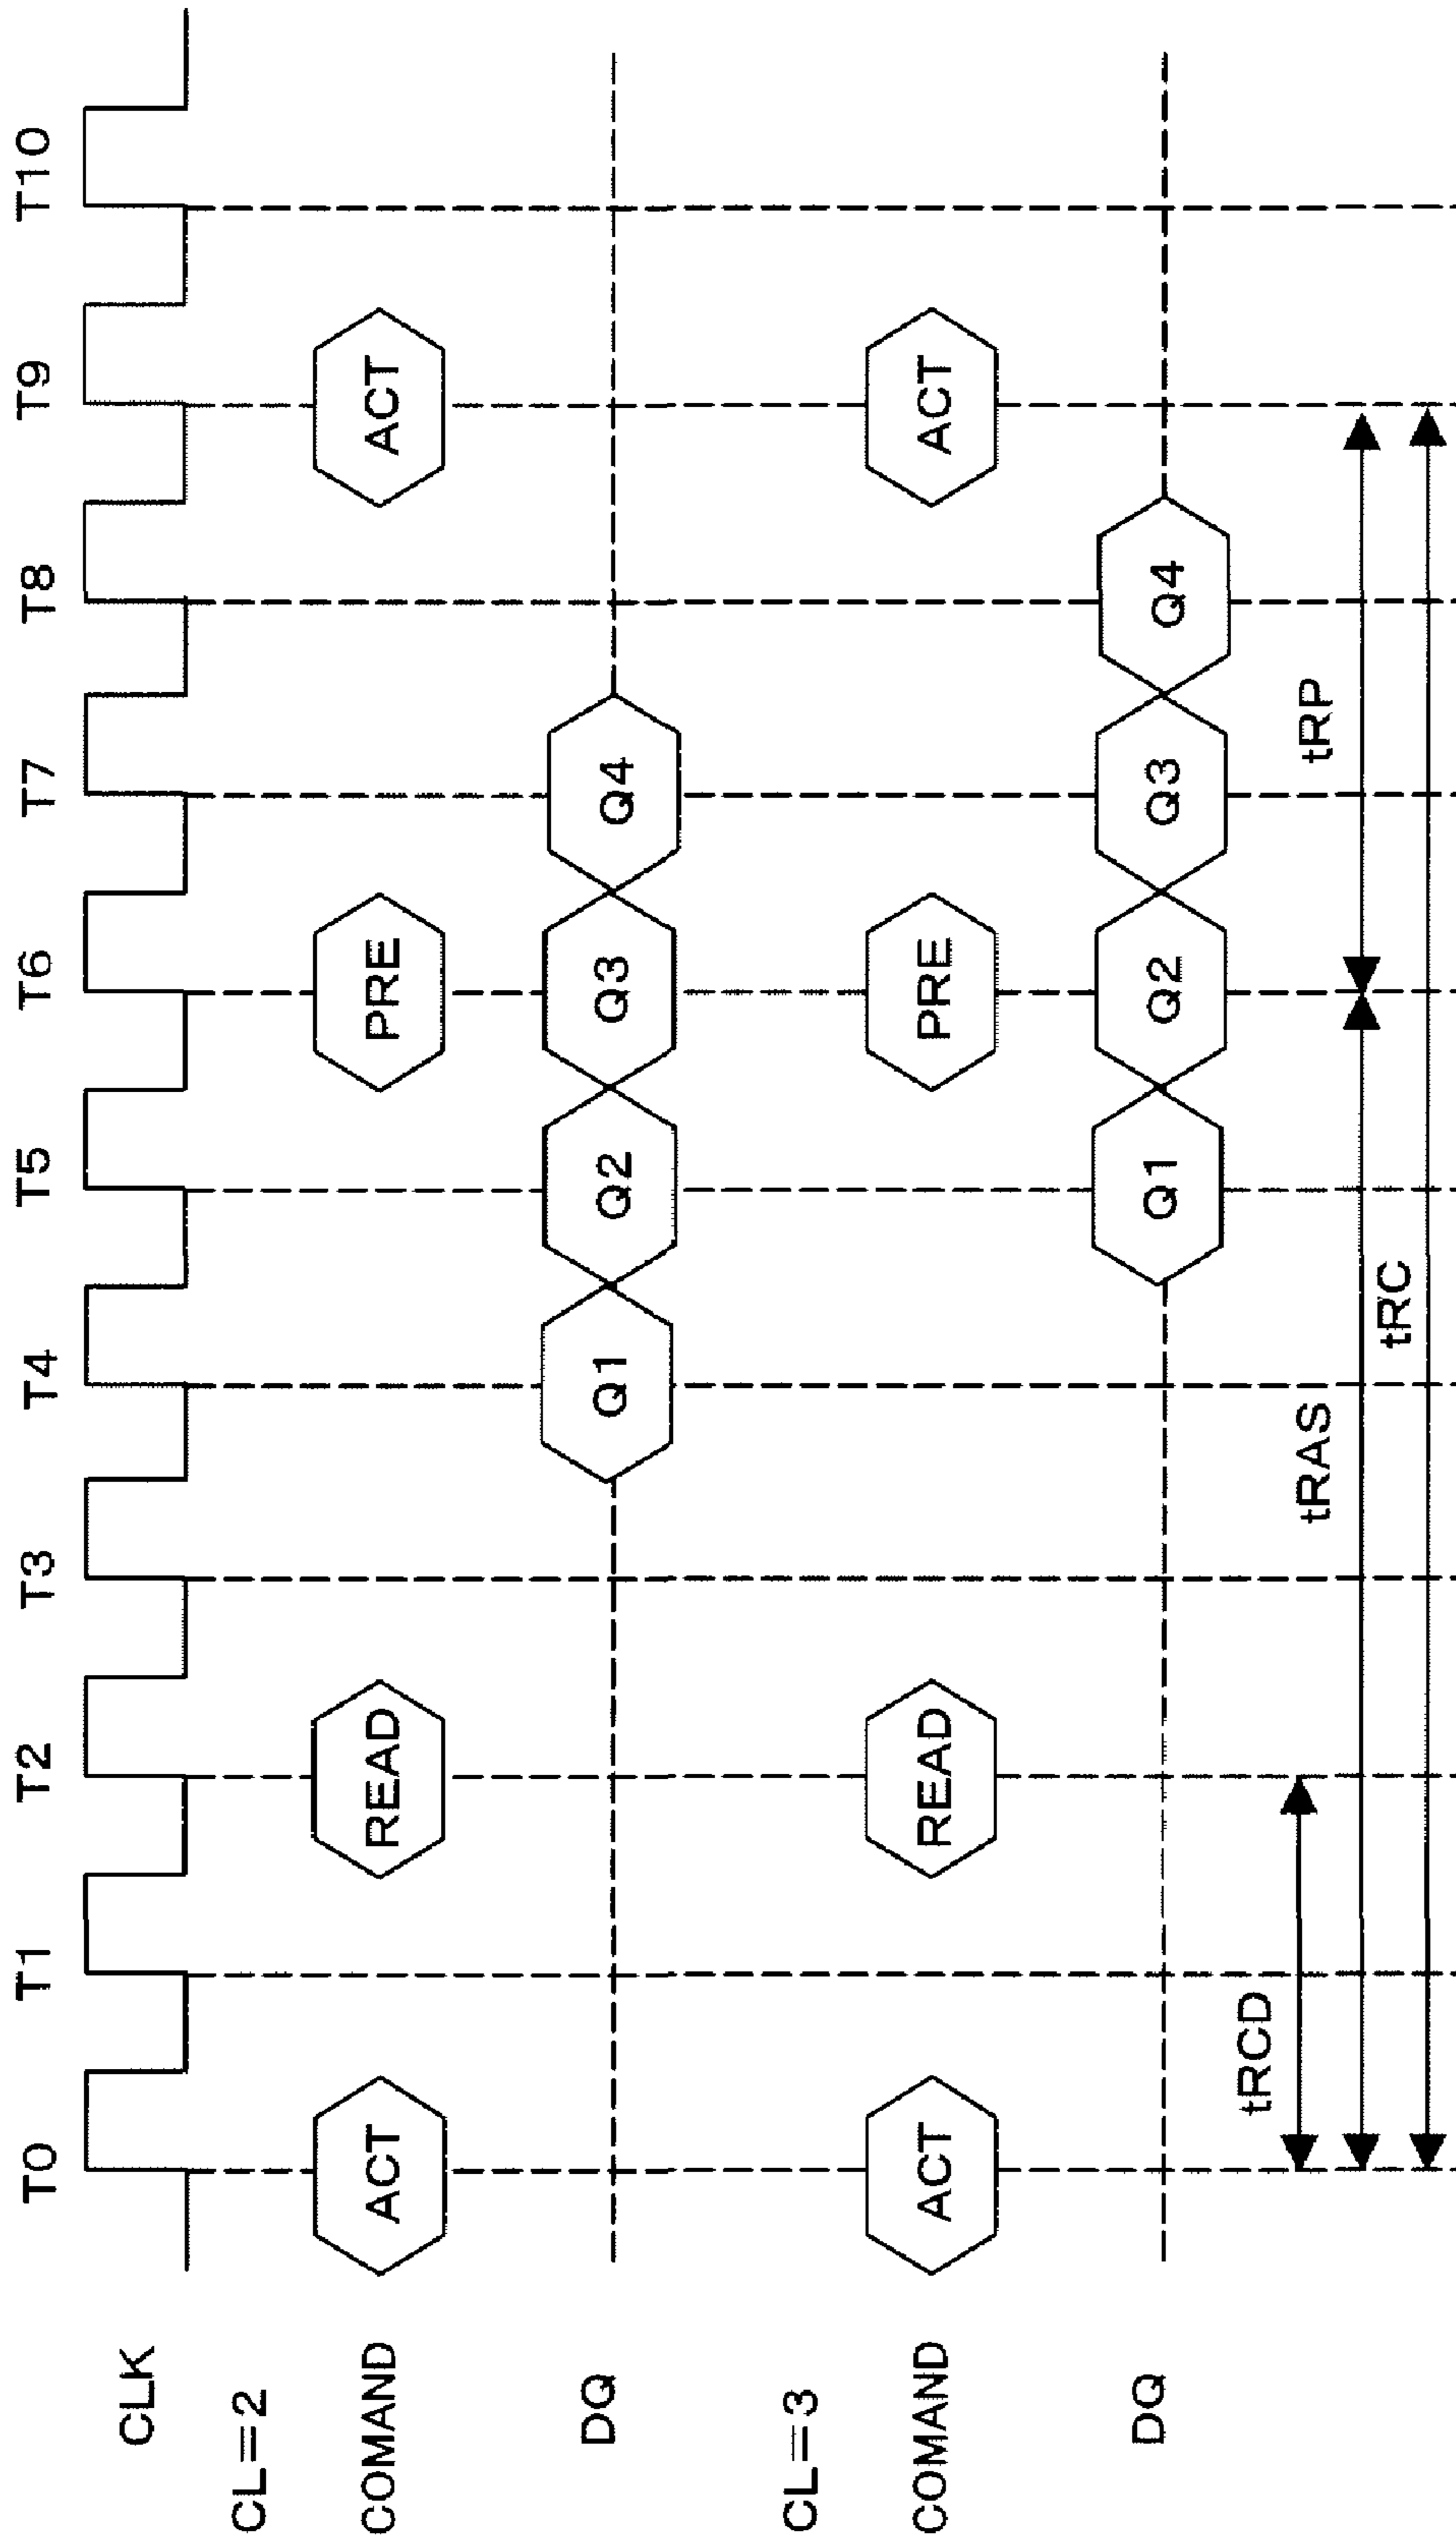 T0 T1 T2 T3 T4 T5 T6 T7 T8 T9 T10
CLK
CL=2
COMAND ACT READ PRE ACT
DQ Q1 Q2 Q3 Q4
CL=3
COMAND ACT READ PRE ACT
DQ Q1 Q2 Q3 Q4
tRCD
tRAS tRP
tRC